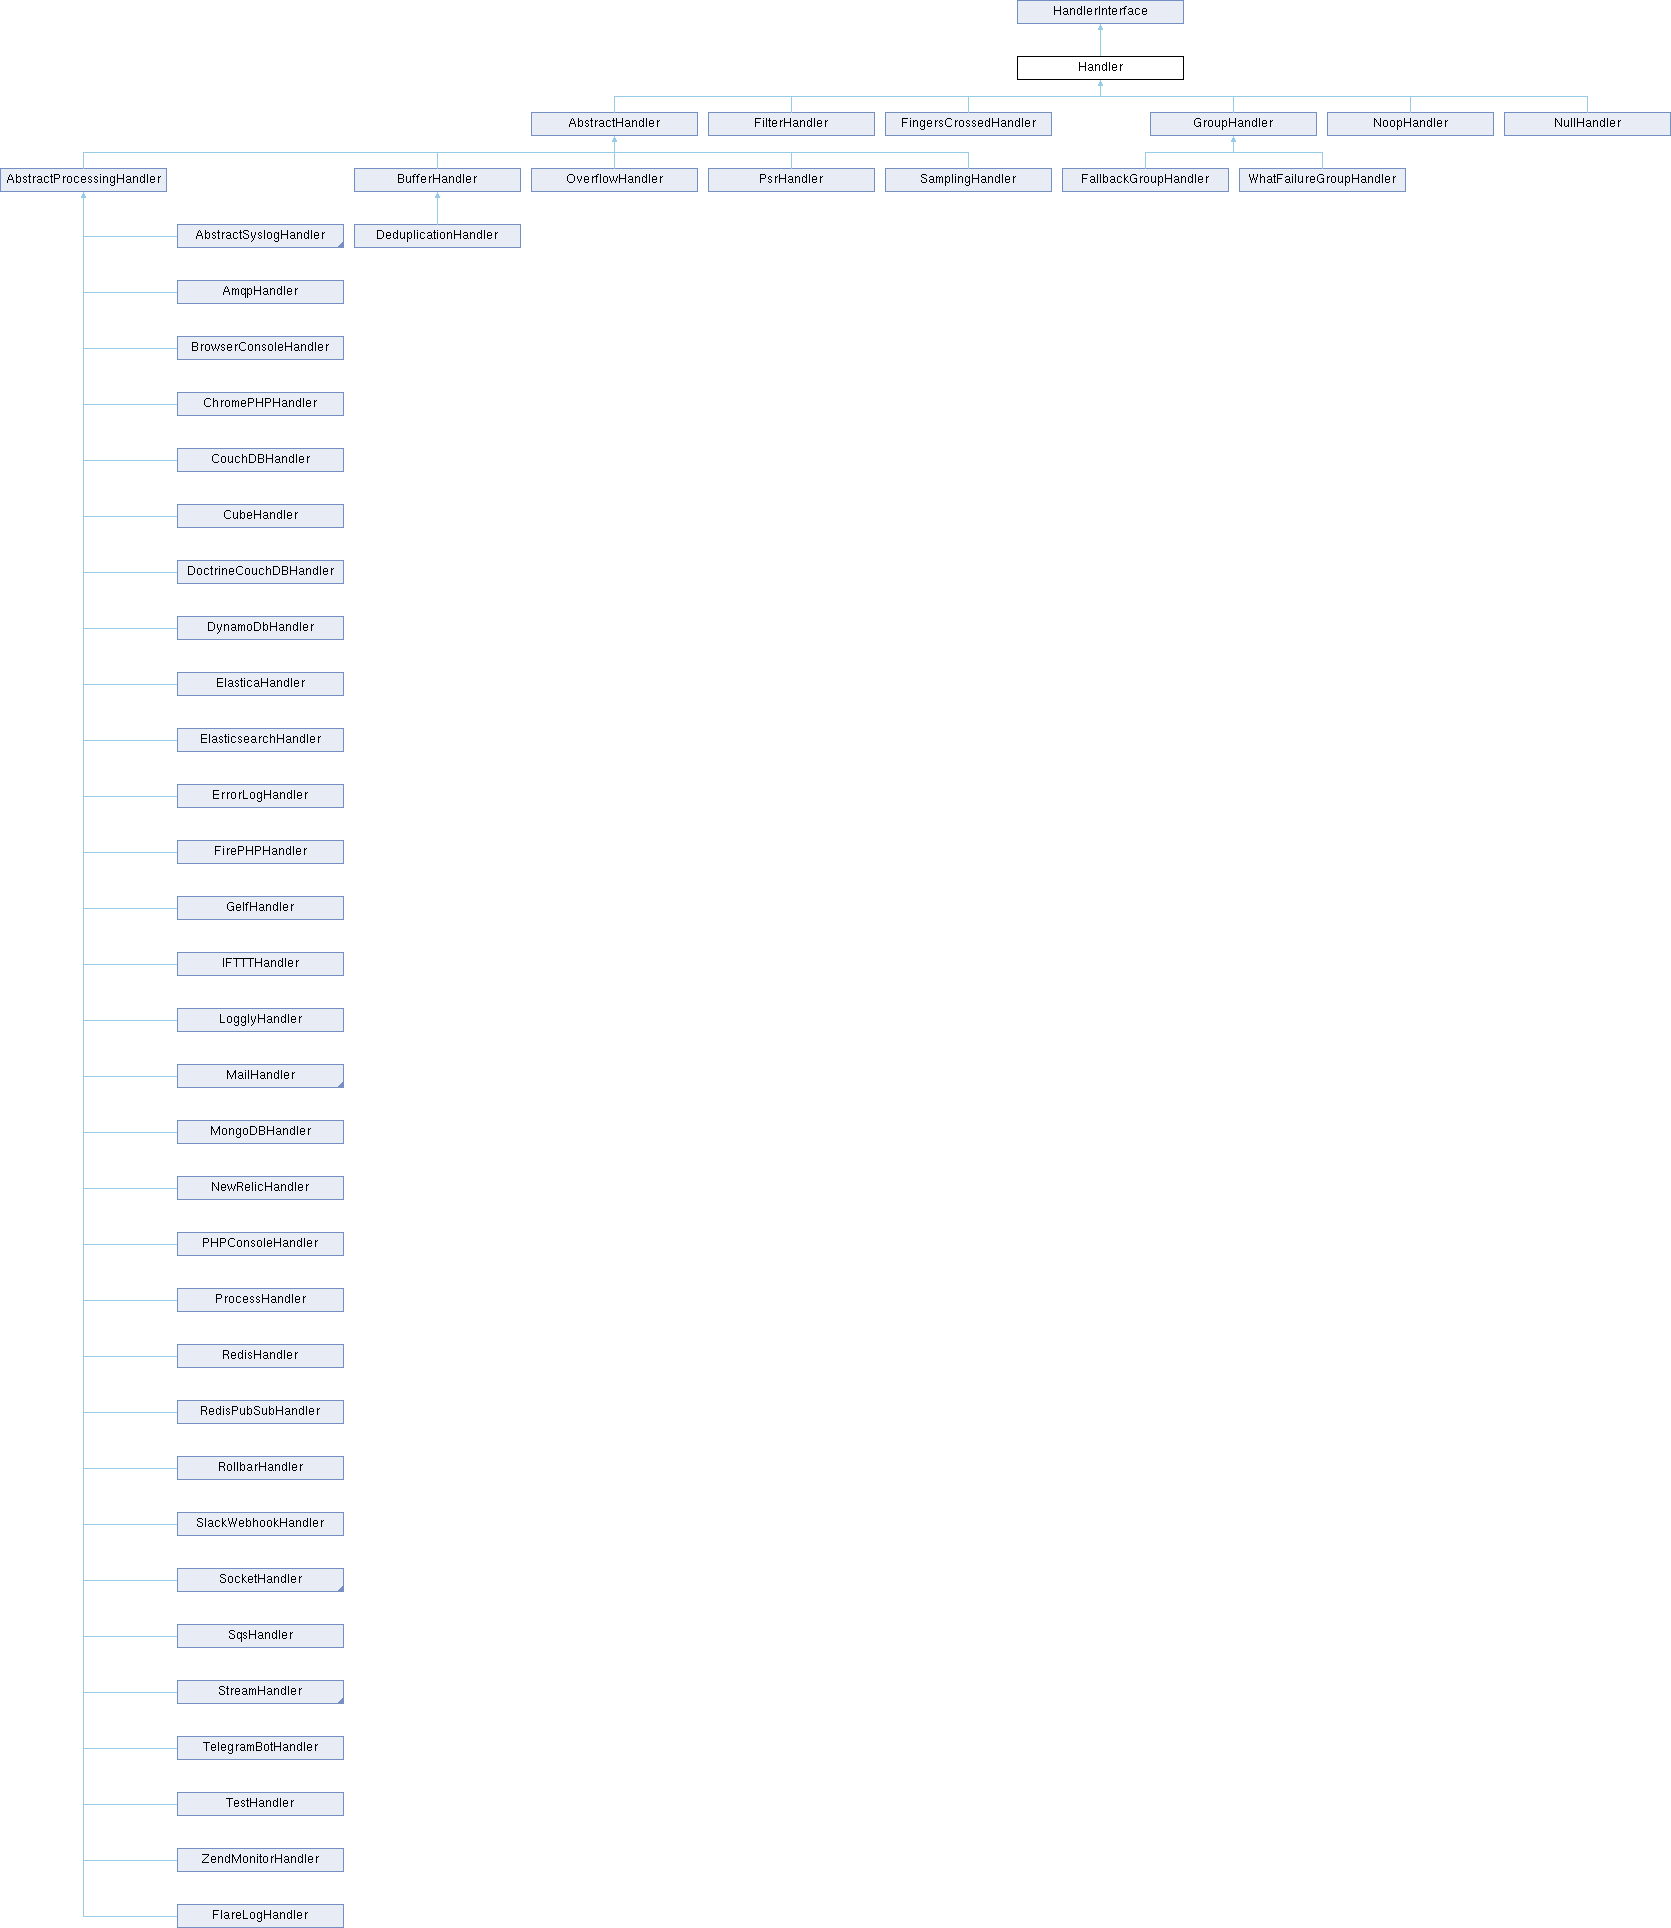 HandlerInterface
Handler
AbstractHandler
FilterHandler
FingersCrossedHandler
GroupHandler
NoopHandler
NullHandler
AbstractProcessingHandler
BufferHandler
OverflowHandler
PsrHandler
SamplingHandler
FallbackGroupHandler
WhatFailureGroupHandler
AbstractSyslogHandler
DeduplicationHandler
AmqpHandler
BrowserConsoleHandler
ChromePHPHandler
CouchDBHandler
CubeHandler
DoctrineCouchDBHandler
DynamoDbHandler
ElasticaHandler
ElasticsearchHandler
ErrorLogHandler
FirePHPHandler
GelfHandler
IFTTTHandler
LogglyHandler
MailHandler
MongoDBHandler
NewRelicHandler
PHPConsoleHandler
ProcessHandler
RedisHandler
RedisPubSubHandler
RollbarHandler
SlackWebhookHandler
SocketHandler
SqsHandler
StreamHandler
TelegramBotHandler
TestHandler
ZendMonitorHandler
FlareLogHandler